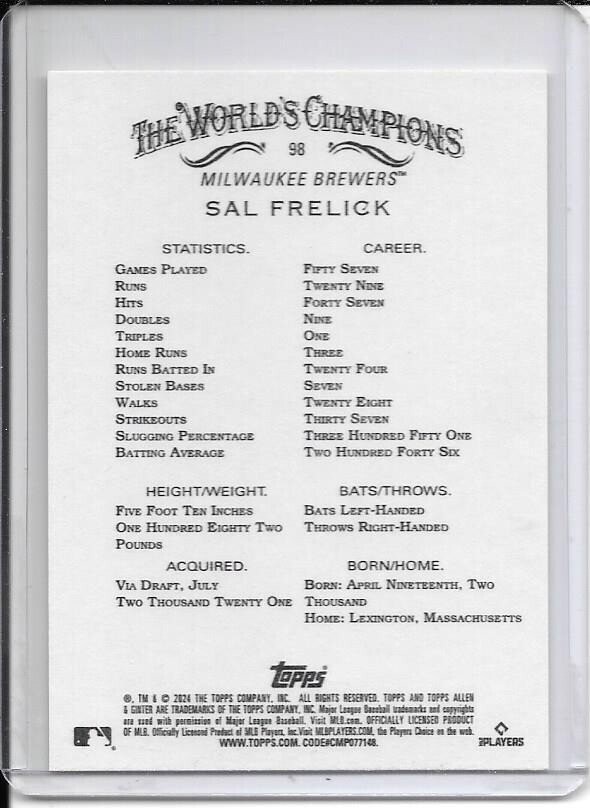 THE WORLD'S CHAMPIONS
98
MILWAUKEE BREWERS™
SAL FRELICK
STATISTICS. CAREER.
GAMES PLAYED FIFTY SEVEN
RUNS TWENTY NINE
HITS FORTY SEVEN
DOUBLES NINE
TRIPLES ONE
HOME RUNS THREE
RUNS BATTED IN TWENTY FOUR
STOLEN BASES SEVEN
WALKS TWENTY EIGHT
STRIKEOUTS THIRTY SEVEN
SLUGGING PERCENTAGE THREE HUNDRED FIFTY ONE
BATTING AVERAGE TWO HUNDRED FORTY SIX
HEIGHT/WEIGHT.
FIVE FOOT TEN INCHES
ONE HUNDRED EIGHTY TWO
POUNDS
BATS/THROWS.
BATS LEFT-HANDED
THROWS RIGHT-HANDED
ACQUIRED.
VIA DRAFT, JULY
TWO THOUSAND TWENTY ONE
BORN/HOME.
BORN: APRIL NINETEENTH, TWO
THOUSAND
HOME: LEXINGTON, MASSACHUSETTS
topps
®, TM & © 2024 THE TOPPS COMPANY, INC. ALL RIGHTS RESERVED. TOPPS AND TOPPS ALLEN
& GINTER ARE TRADEMARKS OF THE TOPPS COMPANY, INC. Major League Baseball trademarks and copyrights
are used with permission of Major League Baseball. Visit MLB.com. OFFICIALLY LICENSED PRODUCT
OF MLB. Officially Licensed Product of MLB Players, Inc. Visit MLBPLAYERS.COM, the Players Choice on the web.
WWW.TOPPS.COM. CODE#CMP077148.
PLAYERS